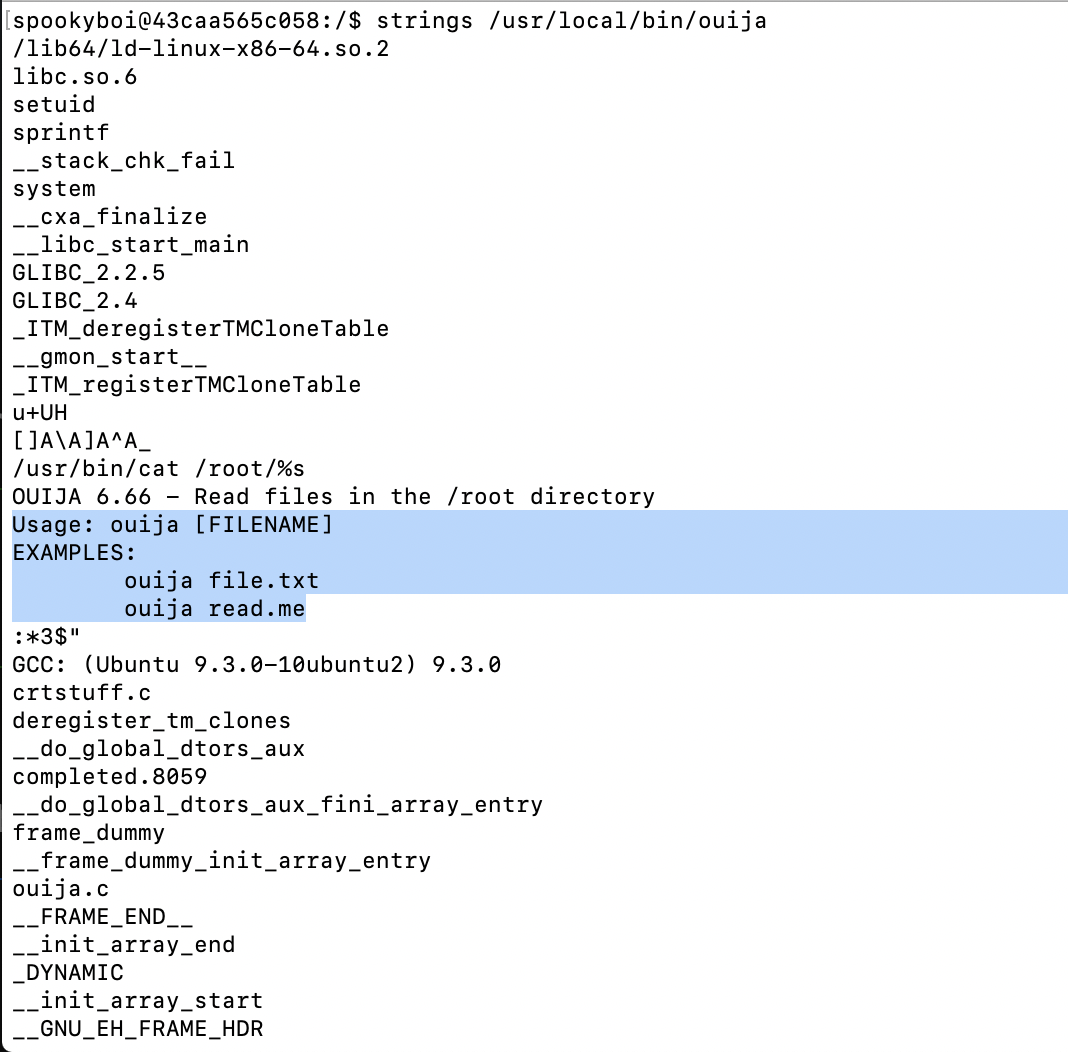 [spookyboi@43caa565c058:/$ strings /usr/local/bin/ouija
/lib64/ld-linux-x86-64.so.2
libc.so.6
setuid
sprintf
__stack_chk_fail
system
__cxa_finalize
__libc_start_main
GLIBC_2.2.5
GLIBC_2.4
_ITM_deregisterTMCloneTable
__gmon_start__
_ITM_registerTMCloneTable
u+UH
[]A\A]A^A_
/usr/bin/cat /root/%s
OUIJA 6.66 – Read files in the /root directory
Usage: ouija [FILENAME]
EXAMPLES:
        ouija file.txt
        ouija read.me
:*3$"
GCC: (Ubuntu 9.3.0-10ubuntu2) 9.3.0
crtstuff.c
deregister_tm_clones
__do_global_dtors_aux
completed.8059
__do_global_dtors_aux_fini_array_entry
frame_dummy
__frame_dummy_init_array_entry
ouija.c
__FRAME_END__
__init_array_end
_DYNAMIC
__init_array_start
__GNU_EH_FRAME_HDR